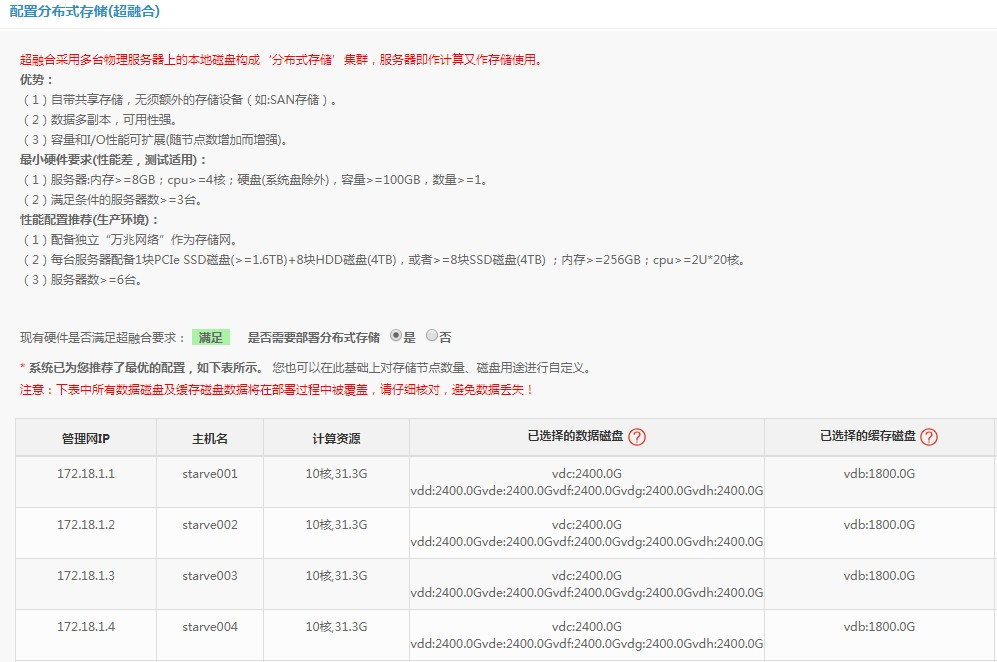 配置分布式存储(超融合)
超融合采用多台物理服务器上的本地磁盘构成‘分布式存储’集群，服务器即作计算又作存储使用。
优势：
（1）自带共享存储，无须额外的存储设备（如:SAN存储）。
（2）数据多副本，可用性强。
（3）容量和I/O性能可扩展(随节点数增加而增强)。
最小硬件要求(性能差，测试适用)：
（1）服务器:内存>=8GB；cpu>=4核；硬盘(系统盘除外)，容量>=100GB，数量>=1。
（2）满足条件的服务器数>=3台。
性能配置推荐(生产环境)：
（1）配备独立“万兆网络”作为存储网。
（2）每台服务器配备1块PCIe SSD磁盘(>=1.6TB)+8块HDD磁盘(4TB)，或者>=8块SSD磁盘(4TB) ；内存>=256GB；cpu>=2U*20核。
（3）服务器数>=6台。
现有硬件是否满足超融合要求： 满足 是否需要部署分布式存储 是 否
* 系统已为您推荐了最优的配置，如下表所示。 您也可以在此基础上对存储节点数量、磁盘用途进行自定义。
注意：下表中所有数据磁盘及缓存磁盘数据将在部署过程中被覆盖，请仔细核对，避免数据丢失！
管理网IP 主机名 计算资源 已选择的数据磁盘 ? 已选择的缓存磁盘 ?
172.18.1.1 starve001 10核,31.3G vdc:2400.0G vdb:1800.0G
vdd:2400.0Gvde:2400.0Gvdf:2400.0Gvdg:2400.0Gvdh:2400.0G
172.18.1.2 starve002 10核,31.3G vdc:2400.0G vdb:1800.0G
vdd:2400.0Gvde:2400.0Gvdf:2400.0Gvdg:2400.0Gvdh:2400.0G
172.18.1.3 starve003 10核,31.3G vdc:2400.0G vdb:1800.0G
vdd:2400.0Gvde:2400.0Gvdf:2400.0Gvdg:2400.0Gvdh:2400.0G
172.18.1.4 starve004 10核,31.3G vdc:2400.0G vdb:1800.0G
vdd:2400.0Gvde:2400.0Gvdf:2400.0Gvdg:2400.0Gvdh:2400.0G